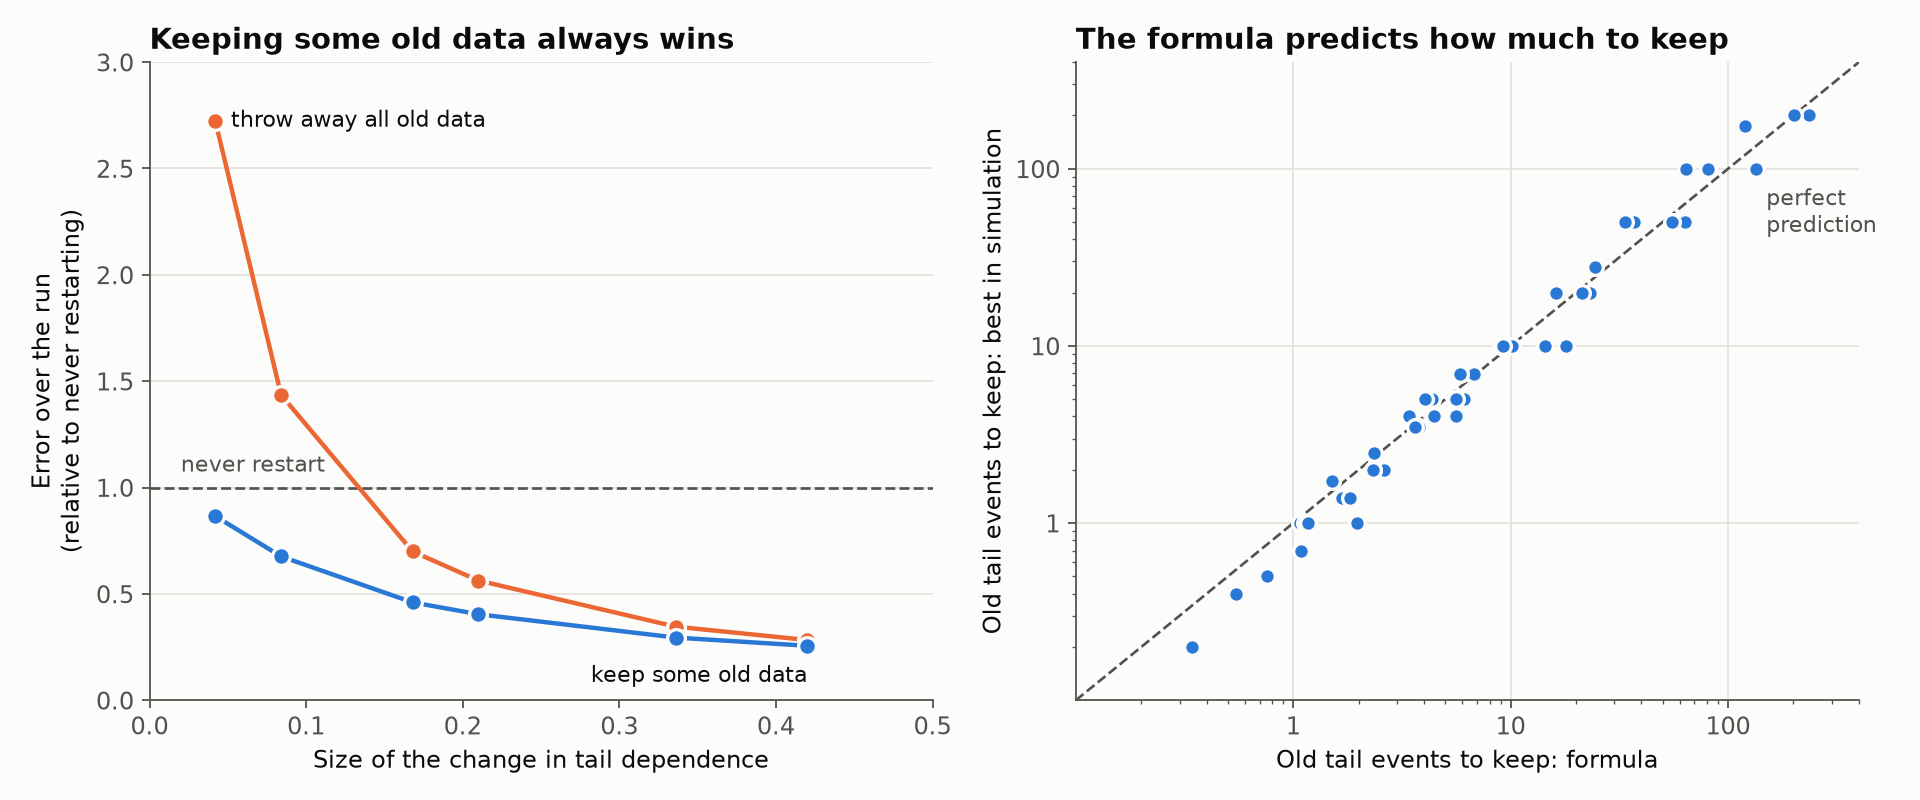 Keeping some old data always wins
Error over the run
(relative to never restarting)
3.0
2.5
2.0
1.5
1.0
0.5
0.0
throw away all old data
never restart
keep some old data
0.0 0.1 0.2 0.3 0.4 0.5
Size of the change in tail dependence
The formula predicts how much to keep
Old tail events to keep: best in simulation
100
10
1
perfect
prediction
1 10 100
Old tail events to keep: formula